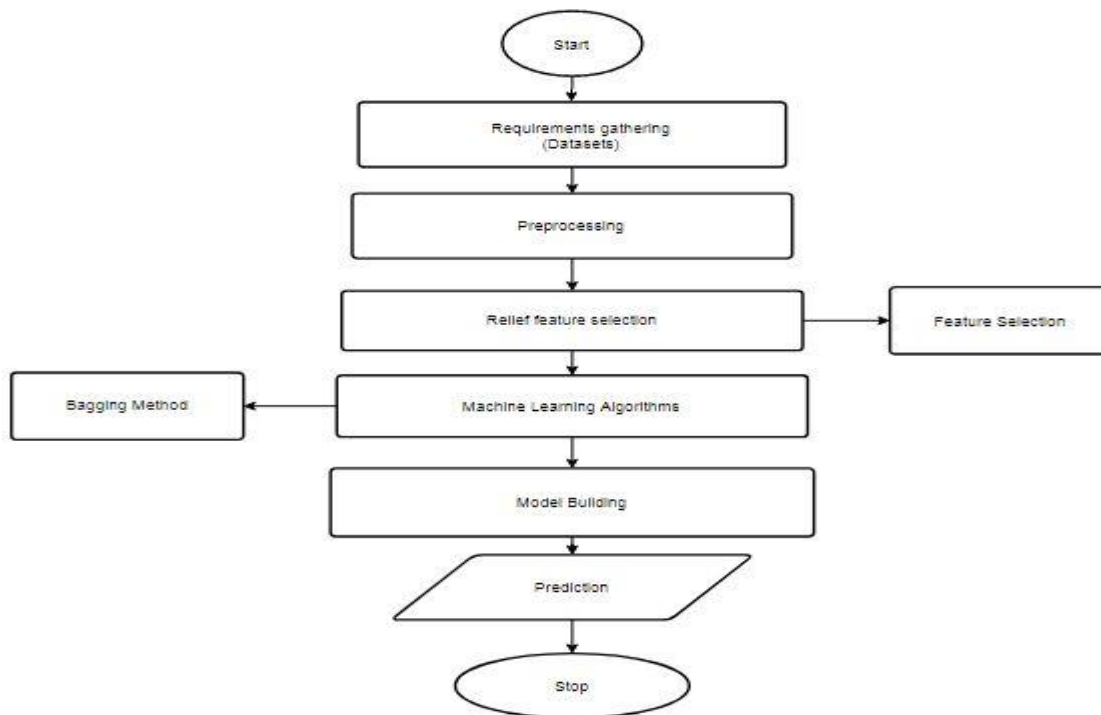 Start
Requirements gathering
(Datasets)
Preprocessing
Relief feature selection
Feature Selection
Bagging Method
Machine Learning Algorithms
Model Building
Prediction
Stop